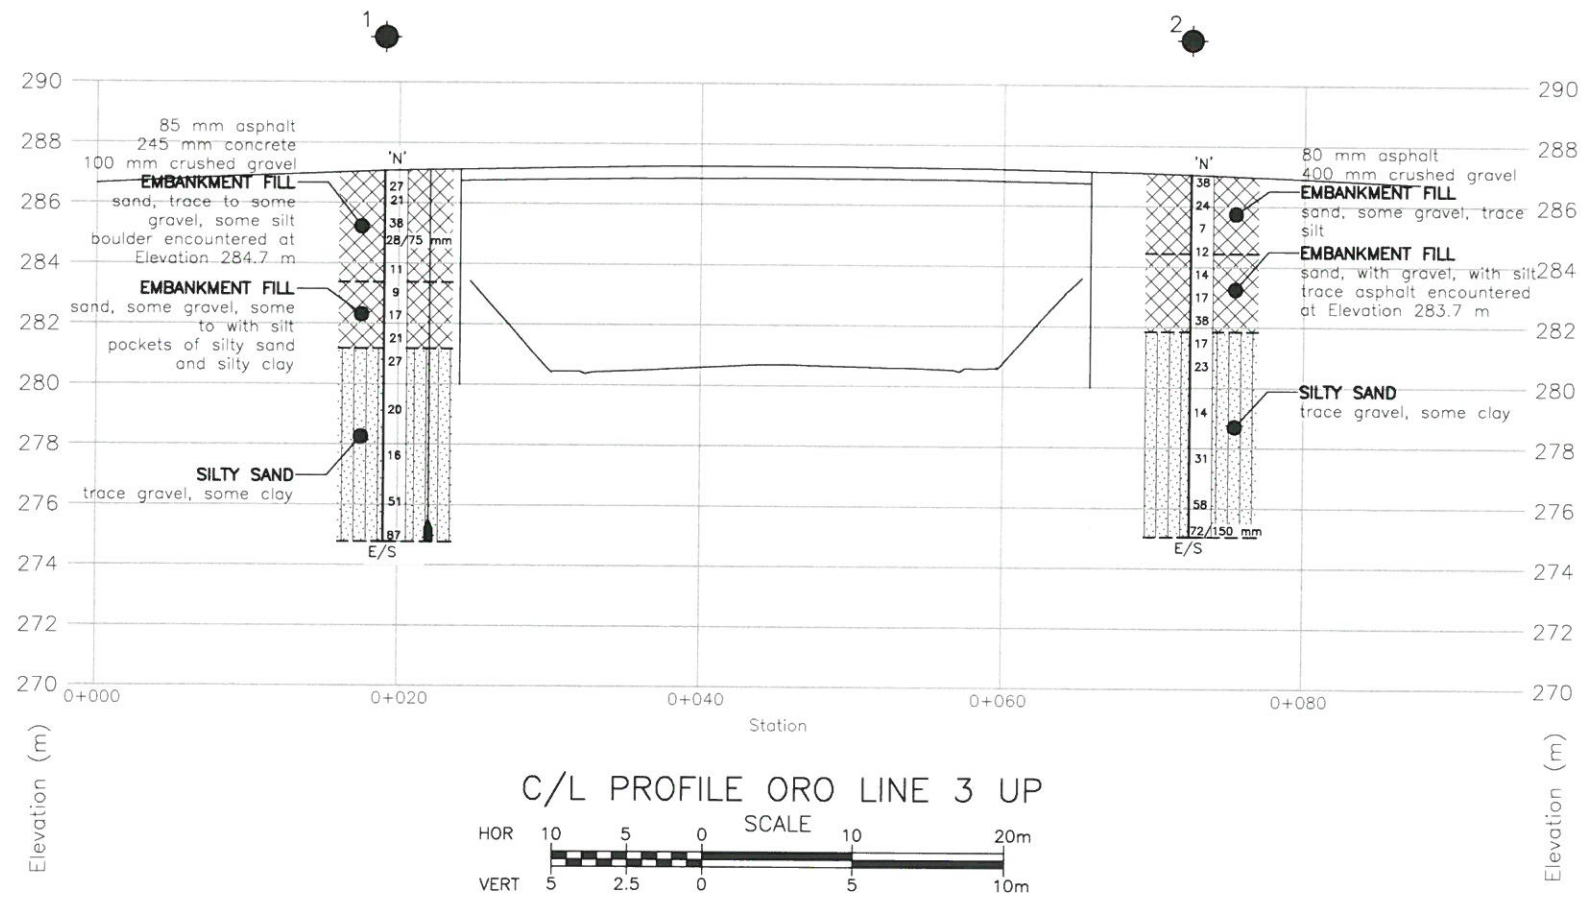 1
2
290
288
286
284
282
280
278
276
274
272
270
85 mm asphalt
245 mm concrete
100 mm crushed gravel
EMBANKMENT FILL
sand, trace to some
gravel, some silt
boulder encountered at
Elevation 284.7 m
EMBANKMENT FILL
sand, some gravel, some
to with silt
pockets of silty sand
and silty clay
SILTY SAND
trace gravel, some clay
'N'
27
21
38
28/75 mm
11
9
17
21
27
20
16
51
87
E/S
'N'
38
24
7
12
14
17
38
17
23
14
31
58
72/150 mm
E/S
80 mm asphalt
400 mm crushed gravel
EMBANKMENT FILL
sand, some gravel, trace
silt
EMBANKMENT FILL
sand, with gravel, with silt
trace asphalt encountered
at Elevation 283.7 m
SILTY SAND
trace gravel, some clay
290
288
286
284
282
280
278
276
274
272
270
0+000 0+020 0+040 0+060 0+080
Station
Elevation (m)
Elevation (m)
C/L PROFILE ORO LINE 3 UP
SCALE
HOR 10 5 0 10 20m
VERT 5 2.5 0 5 10m